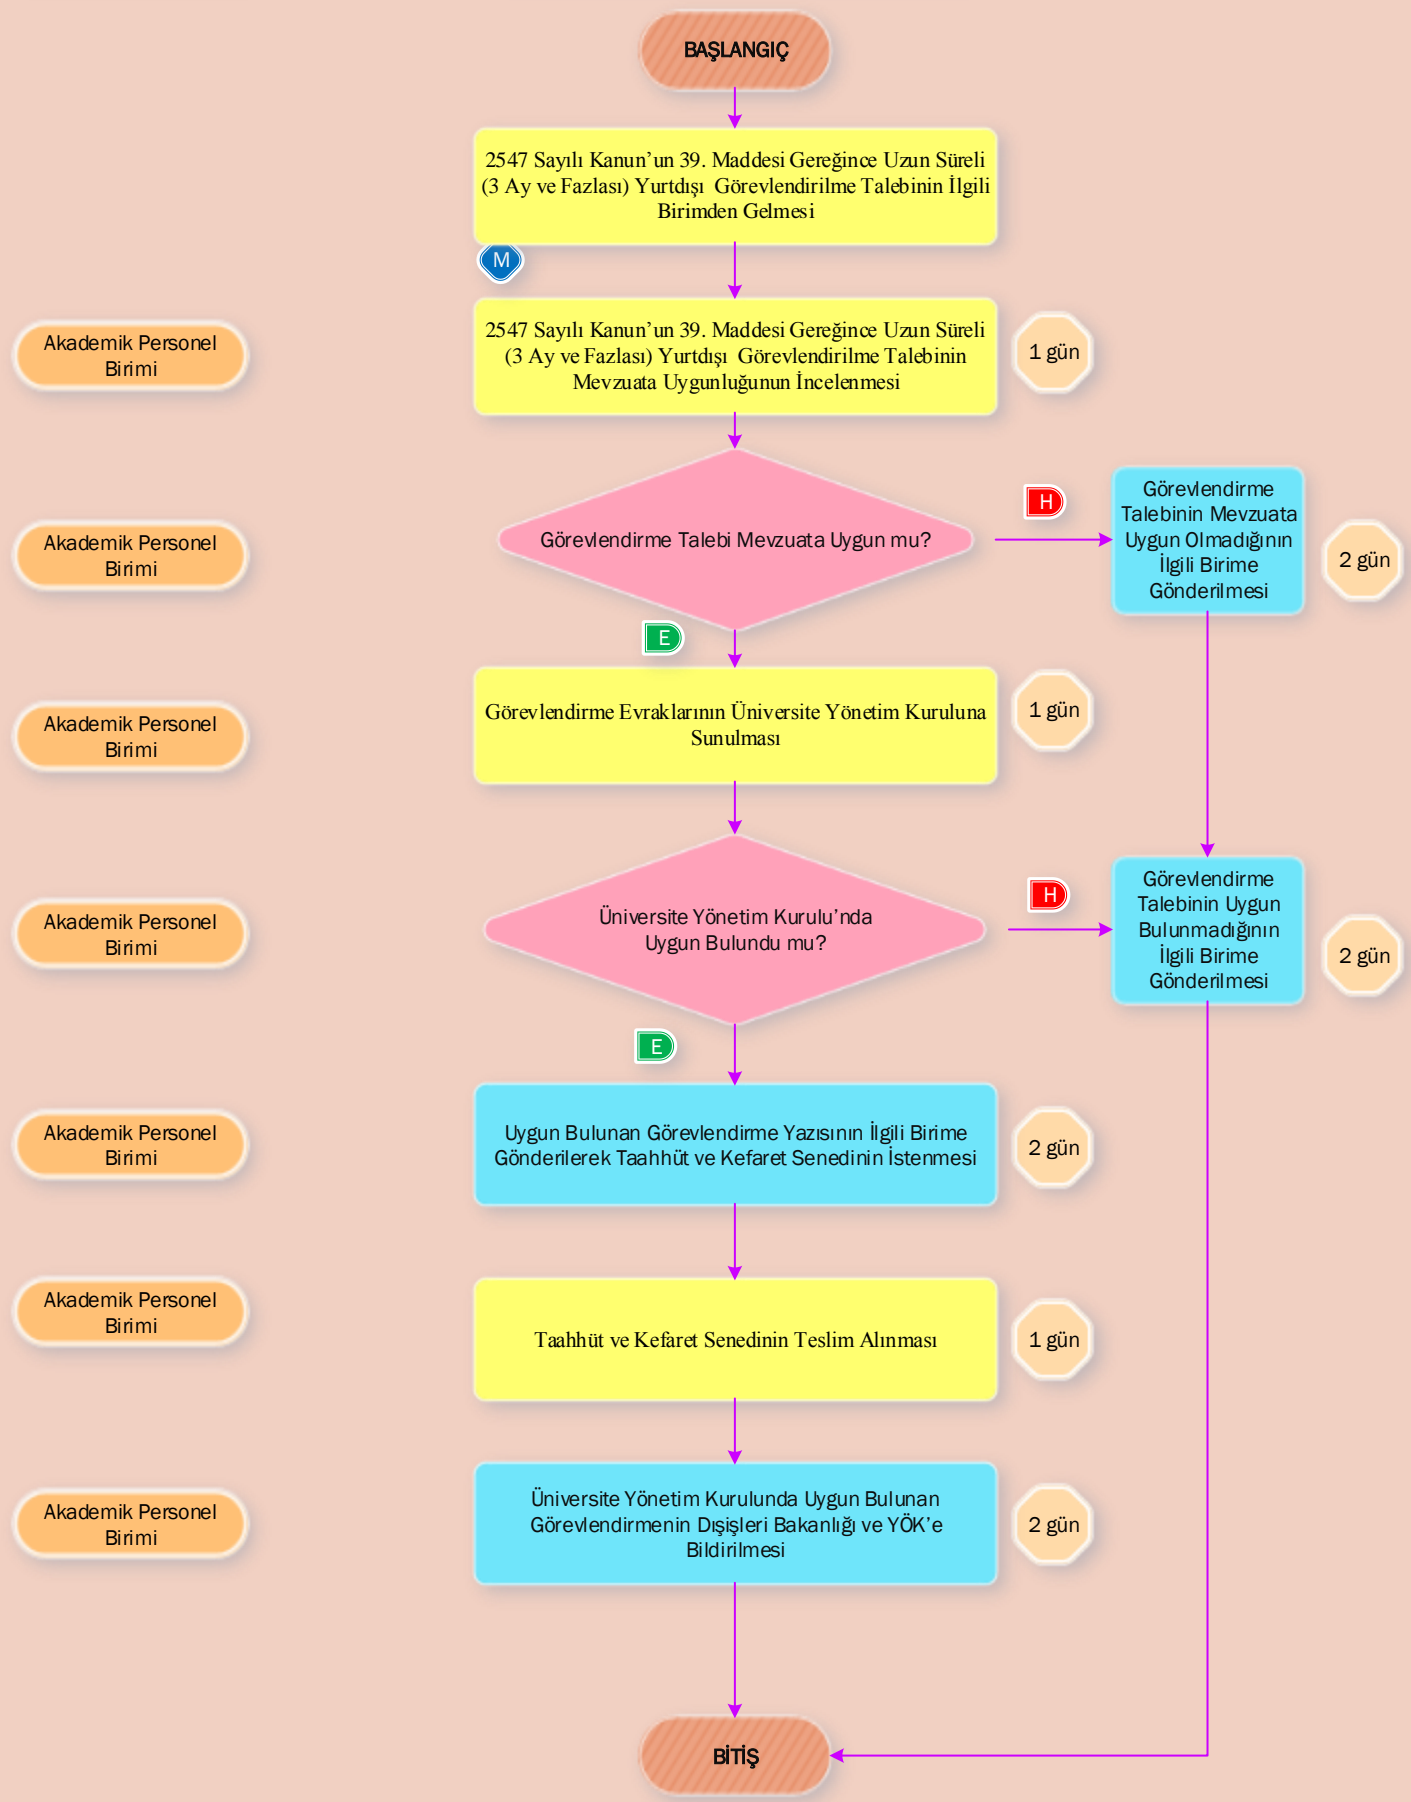 BAŞLANGIÇ
2547 Sayılı Kanun’un 39. Maddesi Gereğince Uzun Süreli
(3 Ay ve Fazlası) Yurtdışı Görevlendirilme Talebinin İlgili
Birimden Gelmesi
M
Akademik Personel
Birimi
2547 Sayılı Kanun’un 39. Maddesi Gereğince Uzun Süreli
(3 Ay ve Fazlası) Yurtdışı Görevlendirilme Talebinin
Mevzuata Uygunluğunun İncelenmesi
1 gün
Akademik Personel
Birimi
Görevlendirme Talebi Mevzuata Uygun mu?
H
Görevlendirme
Talebinin Mevzuata
Uygun Olmadığının
İlgili Birime
Gönderilmesi
2 gün
E
Akademik Personel
Birimi
Görevlendirme Evraklarının Üniversite Yönetim Kuruluna
Sunulması
1 gün
Akademik Personel
Birimi
Üniversite Yönetim Kurulu’nda
Uygun Bulundu mu?
H
Görevlendirme
Talebinin Uygun
Bulunmadığının
İlgili Birime
Gönderilmesi
2 gün
E
Akademik Personel
Birimi
Uygun Bulunan Görevlendirme Yazısının İlgili Birime
Gönderilerek Taahhüt ve Kefaret Senedinin İstenmesi
2 gün
Akademik Personel
Birimi
Taahhüt ve Kefaret Senedinin Teslim Alınması
1 gün
Akademik Personel
Birimi
Üniversite Yönetim Kurulunda Uygun Bulunan
Görevlendirmenin Dışişleri Bakanlığı ve YÖK’e
Bildirilmesi
2 gün
BİTİŞ